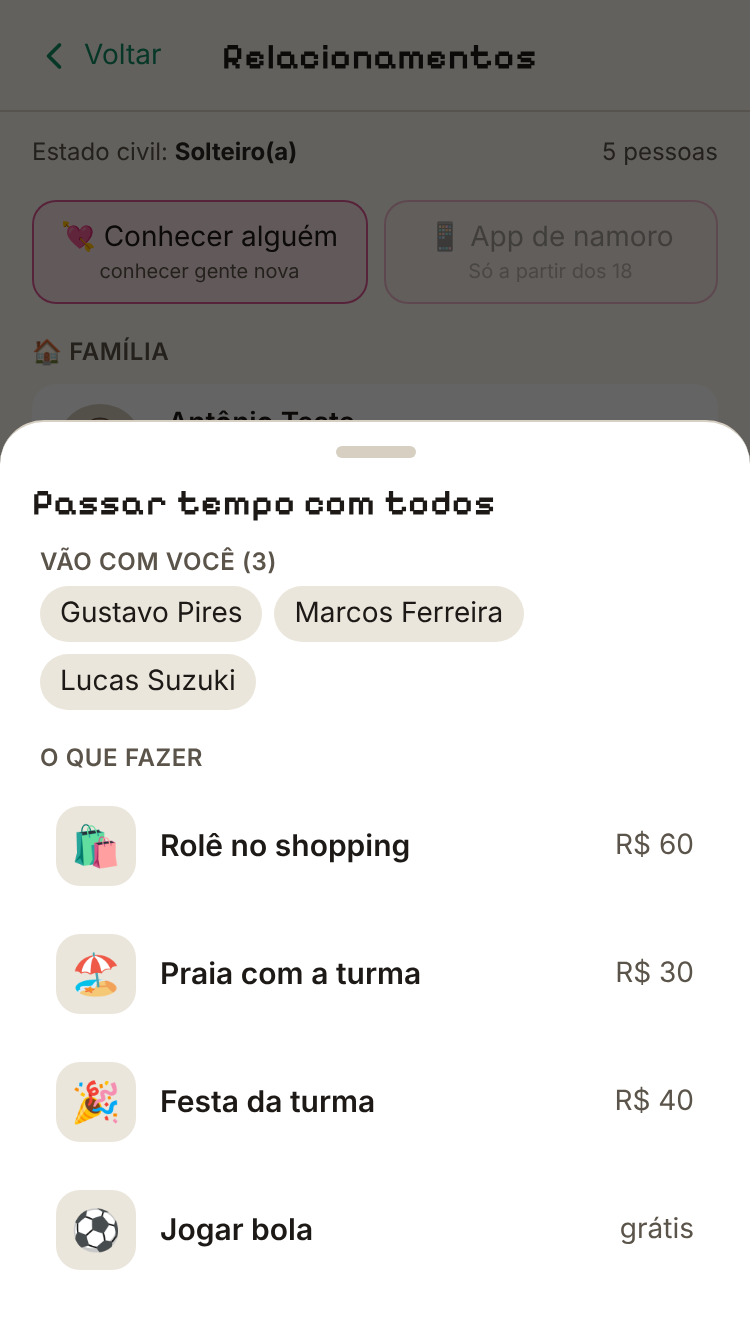 Voltar
Relacionamentos
Estado civil: Solteiro(a)
5 pessoas
Conhecer alguém
conhecer gente nova
App de namoro
Só a partir dos 18
FAMÍLIA
Passar tempo com todos
VÃO COM VOCÊ (3)
Gustavo Pires
Marcos Ferreira
Lucas Suzuki
O QUE FAZER
Rolê no shopping
R$ 60
Praia com a turma
R$ 30
Festa da turma
R$ 40
Jogar bola
grátis